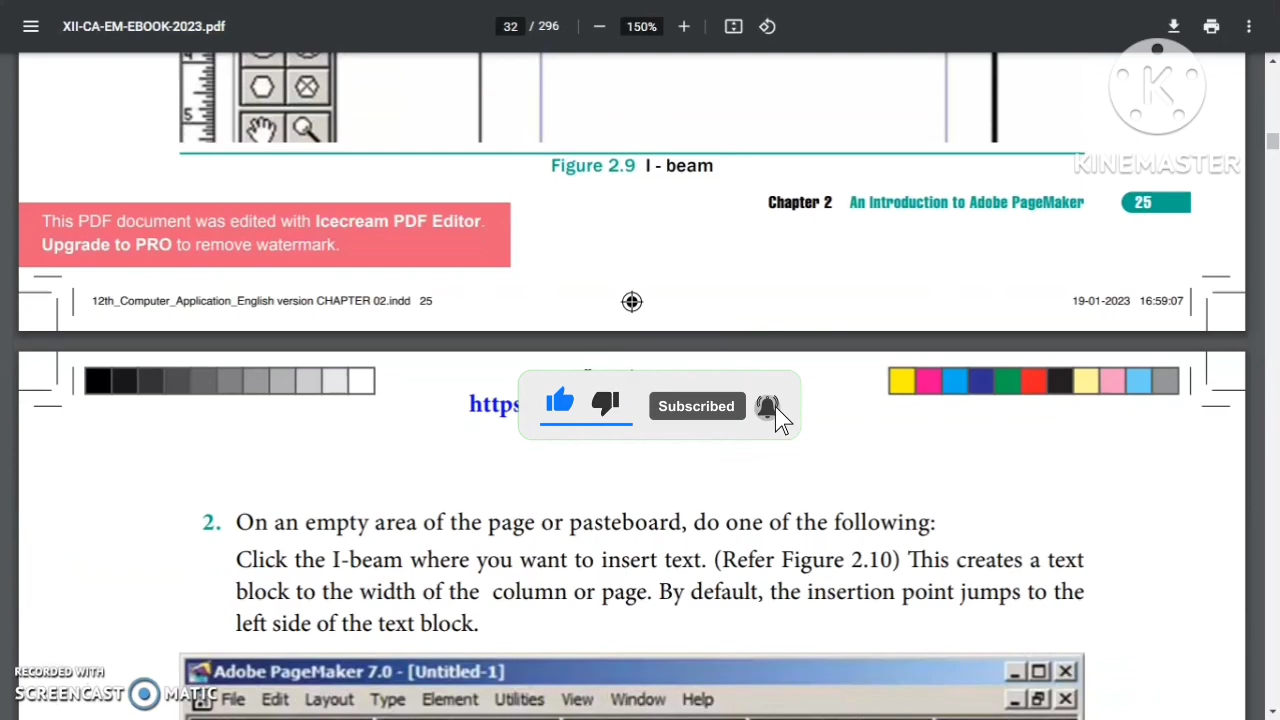 XII-CA-EM-EBOOK-2023.pdf
32 / 296
150%
5
K
KINEMASTER
Figure 2.9 I - beam
Chapter 2 An Introduction to Adobe PageMaker 25
This PDF document was edited with Icecream PDF Editor.
Upgrade to PRO to remove watermark.
12th_Computer_Application_English version CHAPTER 02.indd 25
19-01-2023 16:59:07
https
Subscribed
2. On an empty area of the page or pasteboard, do one of the following:
Click the I-beam where you want to insert text. (Refer Figure 2.10) This creates a text
block to the width of the column or page. By default, the insertion point jumps to the
left side of the text block.
Adobe PageMaker 7.0 - [Untitled-1]
File Edit Layout Type Element Utilities View Window Help
RECORDED WITH
SCREENCAST MATIC